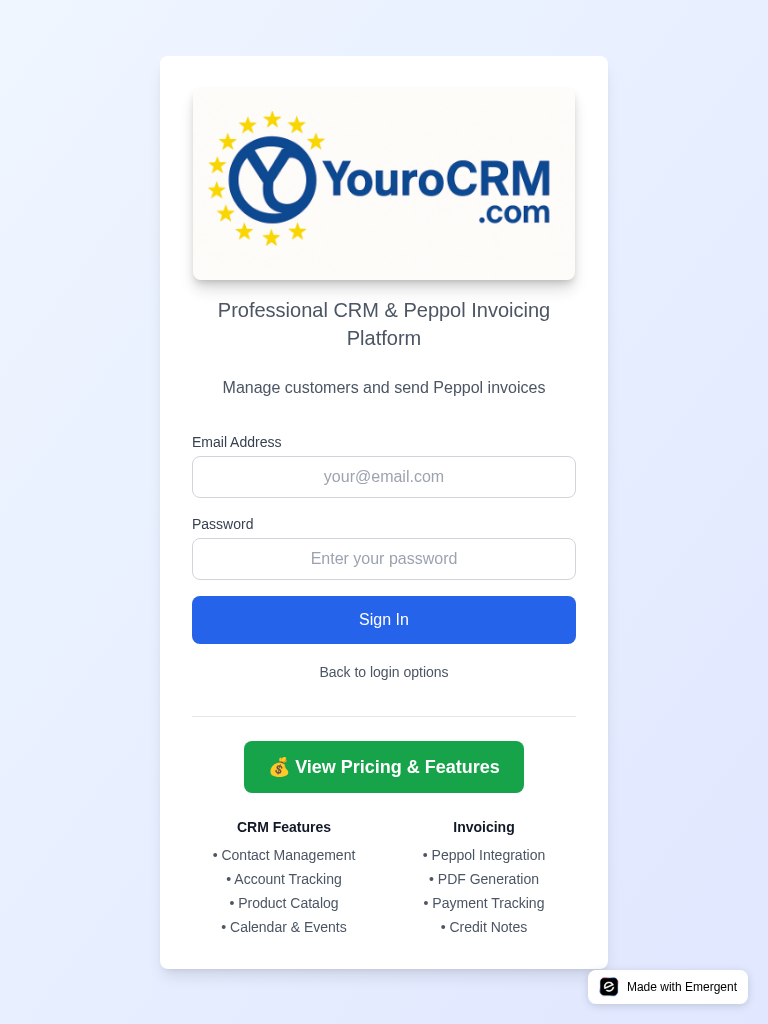 YouroCRM
.com
Professional CRM & Peppol Invoicing
Platform
Manage customers and send Peppol invoices
Email Address
your@email.com
Password
Enter your password
Sign In
Back to login options
💰 View Pricing & Features
CRM Features
• Contact Management
• Account Tracking
• Product Catalog
• Calendar & Events
Invoicing
• Peppol Integration
• PDF Generation
• Payment Tracking
• Credit Notes
Made with Emergent